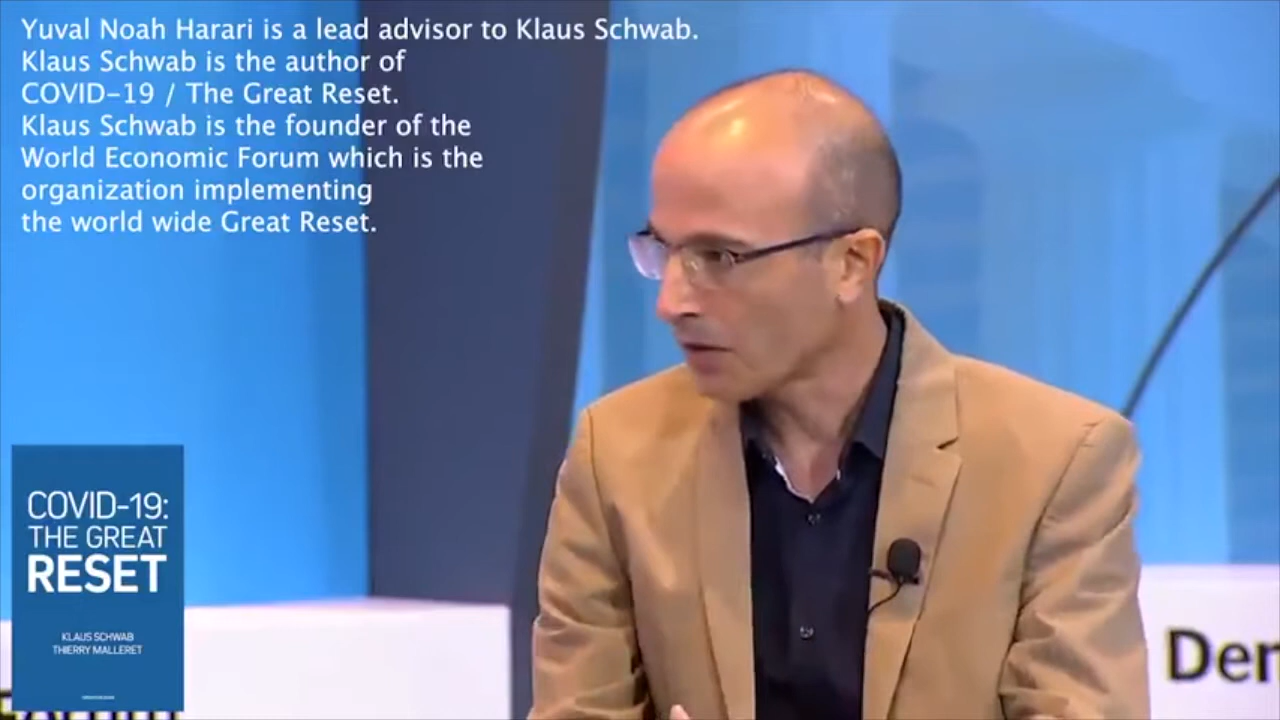 Yuval Noah Harari is a lead advisor to Klaus Schwab.
Klaus Schwab is the author of
COVID-19 / The Great Reset.
Klaus Schwab is the founder of the
World Economic Forum which is the
organization implementing
the world wide Great Reset.
COVID-19:
THE GREAT
RESET
KLAUS SCHWAB
THIERRY MALLERET
Der